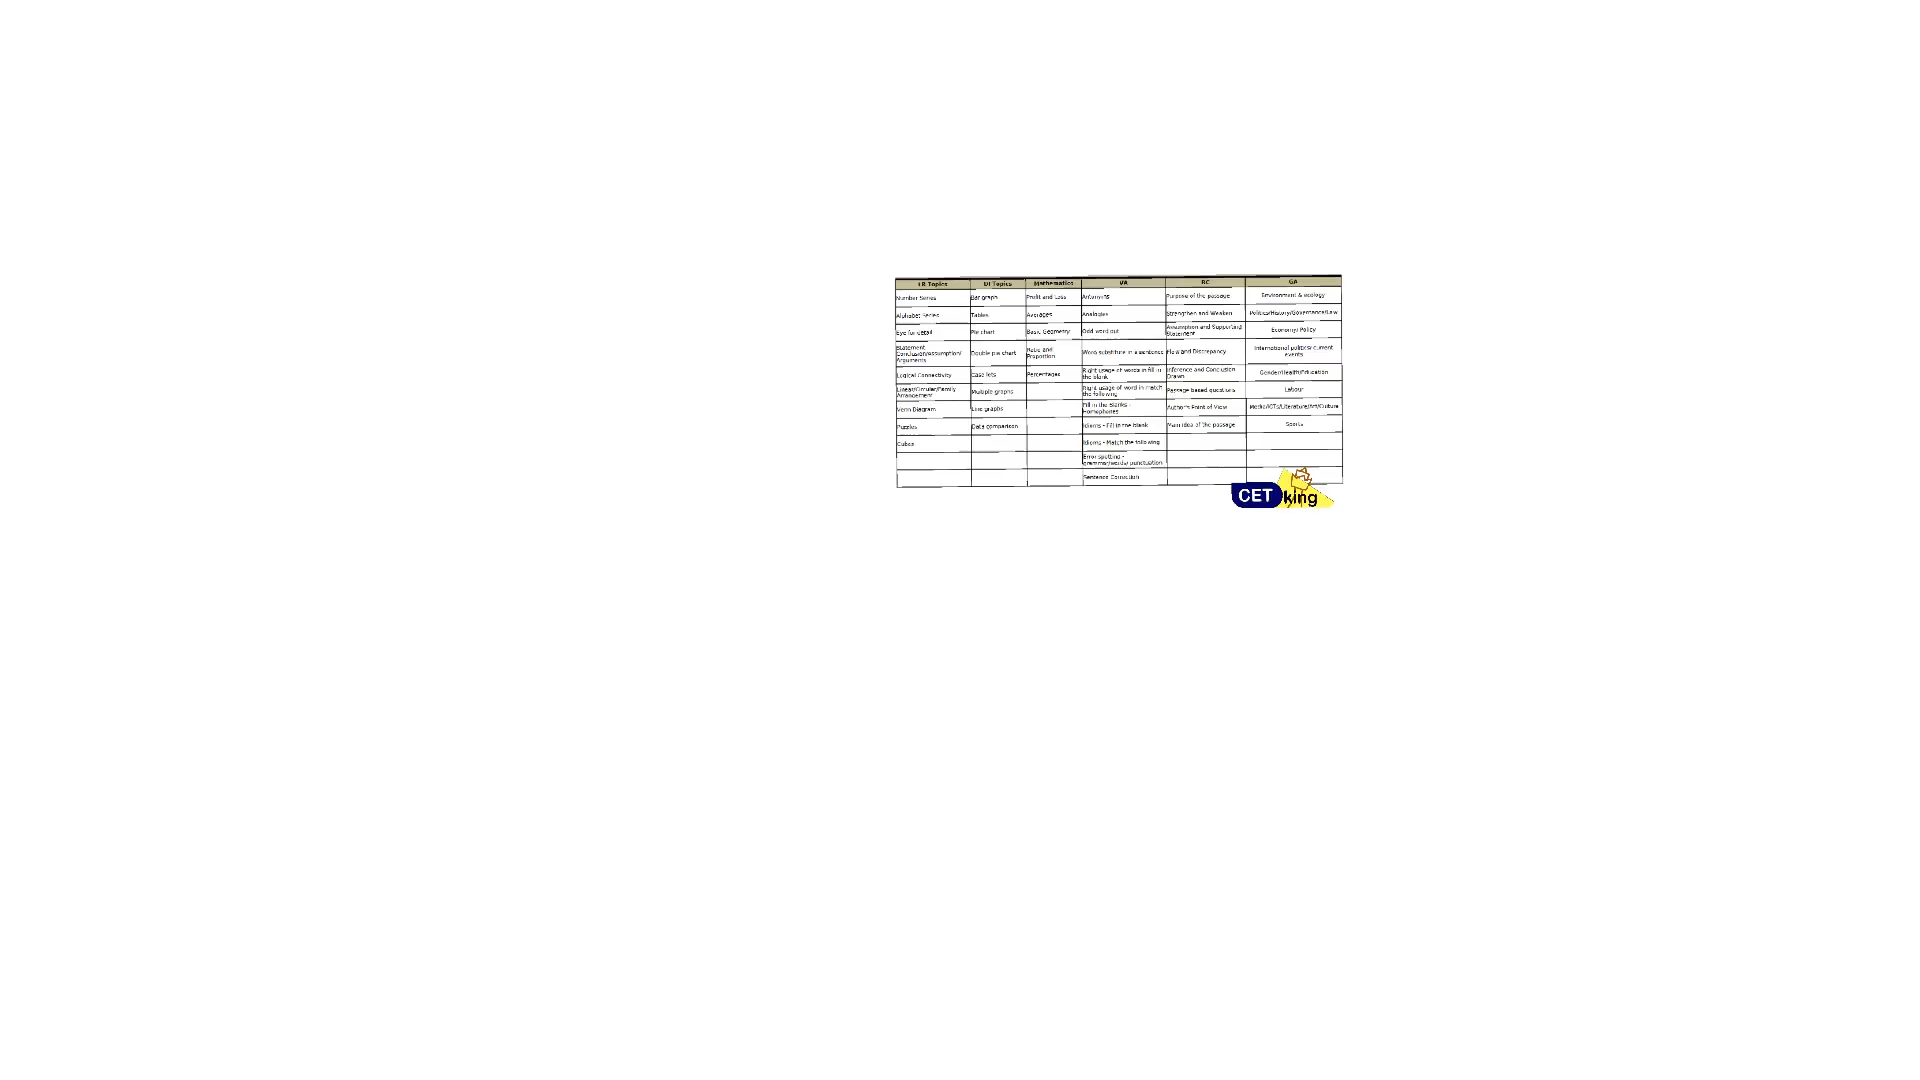 LR Topics DI Topics Mathematics VA RC GA
Number Series Bar graph Profit and Loss Antonyms Purpose of the passage Environment & ecology
Alphabet Series Tables Averages Analogies Strengthen and Weaken Politics/History/Governance/Law
Eye for detail Pie chart Basic Geometry Odd word out Assumption and Supporting Statement Economy/Policy
Statement Conclusion/Assumption/Arguments Double pie chart Ratio and Proportion Word substitute in a sentence Flow and Discrepancy International politics/current events
Logical Connectivity Case lets Percentages Right usage of words in fill in the blank Inference and Conclusion Drawn Gender/Health/Education
Linear/Circular/Family Arrangement Multiple graphs Right usage of word in match the following Passage based questions Labour
Venn Diagram Line graphs Fill in the Blanks - Homophones Author's Point of View Media/ICTs/Literature/Art/Culture
Puzzles Data comparison Idioms - Fill in the blank Main idea of the passage Sports
Cubes Idioms - Match the following
Error spotting - grammar/words/punctuation
Sentence Correction
CET king